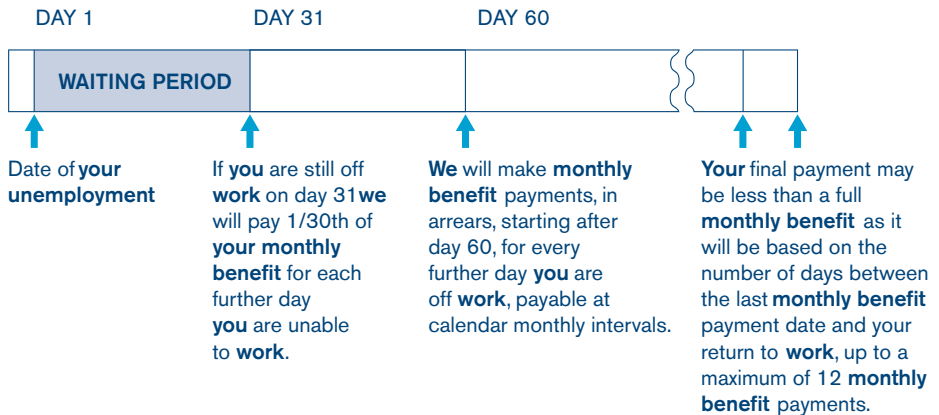 DAY 1
DAY 31
DAY 60
WAITING PERIOD
Date of your
unemployment
If you are still off
work on day 31we
will pay 1/30th of
your monthly
benefit for each
further day
you are unable
to work.
We will make monthly
benefit payments, in
arrears, starting after
day 60, for every
further day you are
off work, payable at
calendar monthly intervals.
Your final payment may
be less than a full
monthly benefit as it
will be based on the
number of days between
the last monthly benefit
payment date and your
return to work, up to a
maximum of 12 monthly
benefit payments.